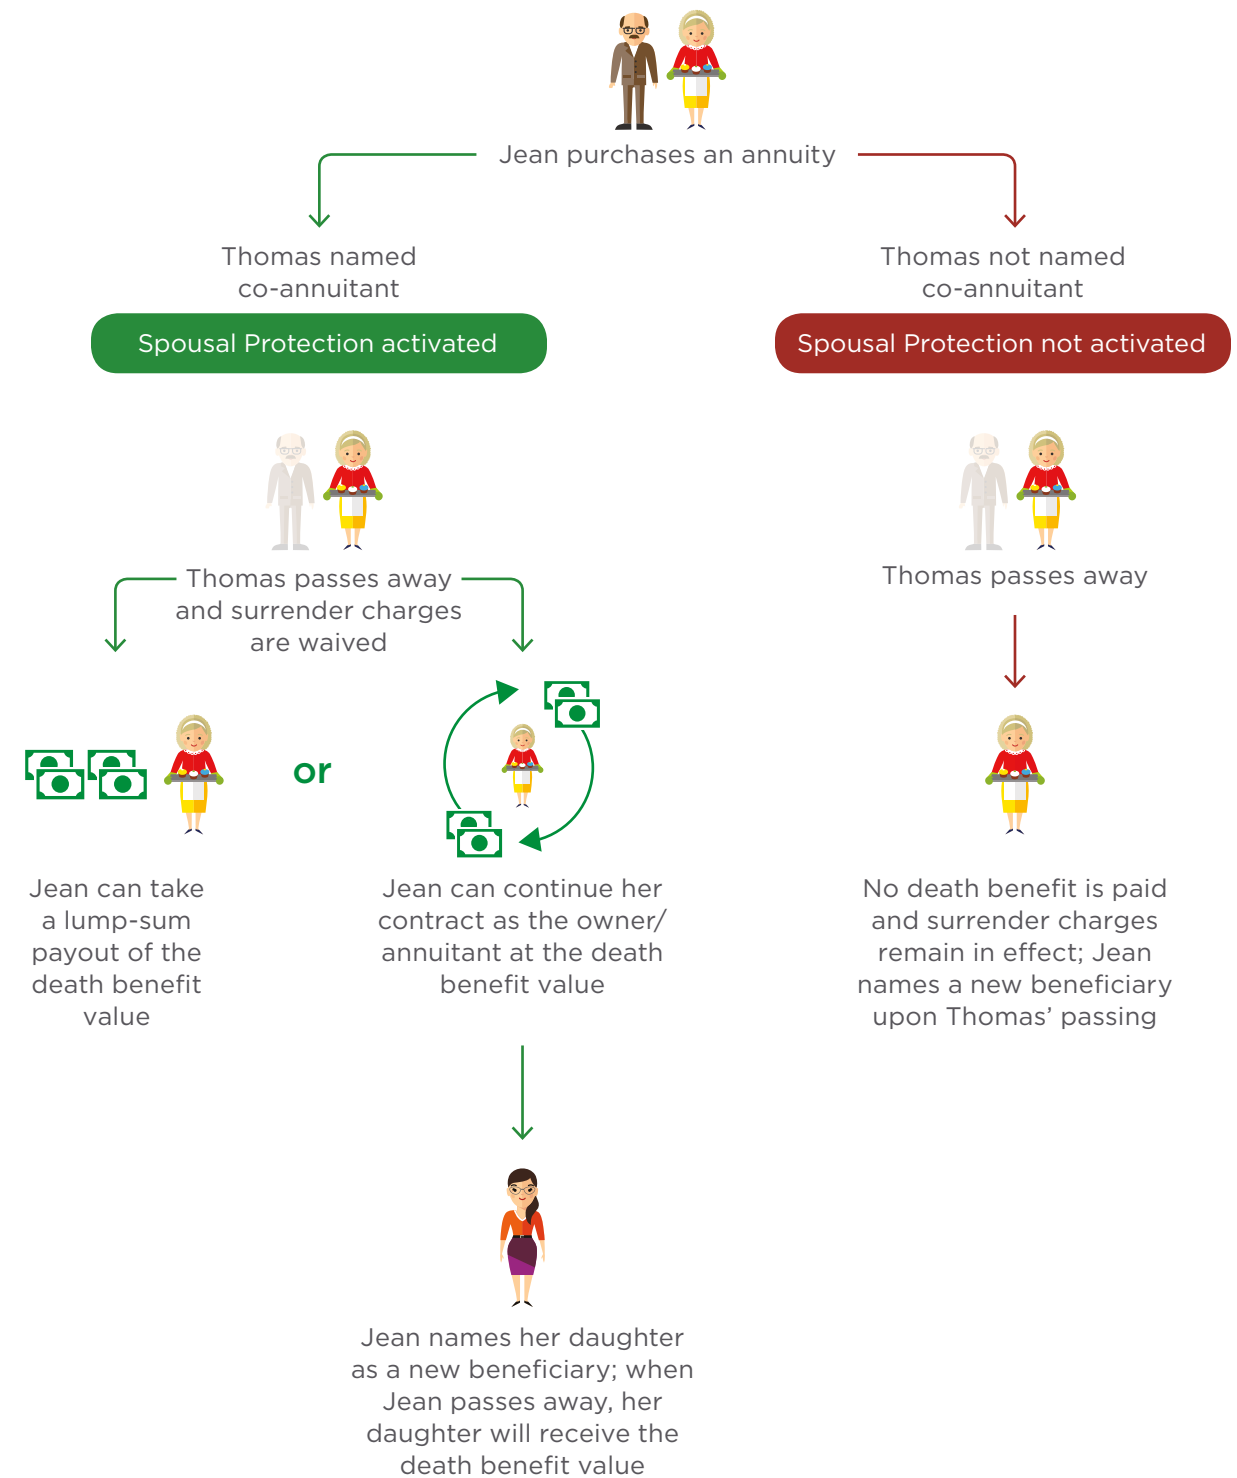 Jean purchases an annuity
Thomas named
co-annuitant
Spousal Protection activated
Thomas not named
co-annuitant
Spousal Protection not activated
Thomas passes away
and surrender charges
are waived
Thomas passes away
or
Jean can take
a lump-sum
payout of the
death benefit
value
Jean can continue her
contract as the owner/
annuitant at the death
benefit value
No death benefit is paid
and surrender charges
remain in effect; Jean
names a new beneficiary
upon Thomas’ passing
Jean names her daughter
as a new beneficiary; when
Jean passes away, her
daughter will receive the
death benefit value